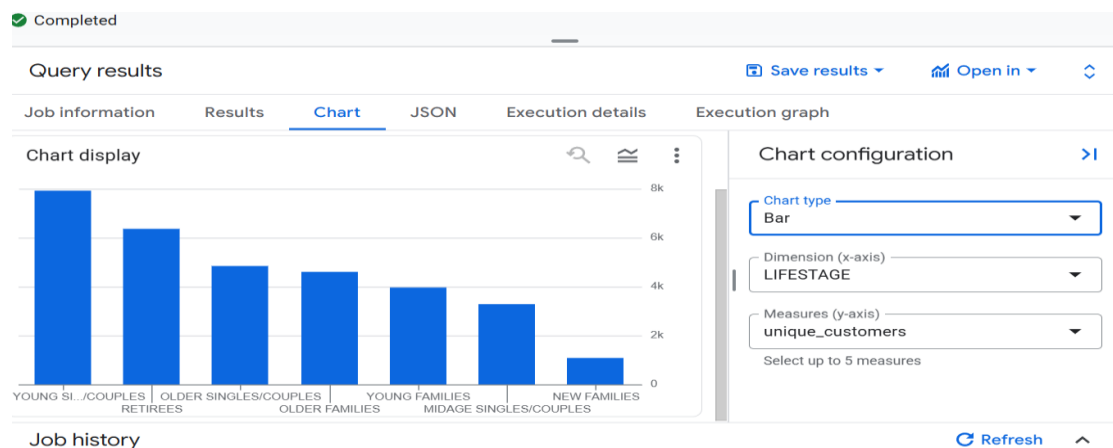 Completed
Query results
Save results
Open in
Job information Results Chart JSON Execution details Execution graph
Chart display
8k
6k
4k
2k
0
YOUNG SI.../COUPLES OLDER SINGLES/COUPLES YOUNG FAMILIES NEW FAMILIES
RETIREES OLDER FAMILIES MIDAGE SINGLES/COUPLES
Chart configuration
Chart type
Bar
Dimension (x-axis)
LIFESTAGE
Measures (y-axis)
unique_customers
Select up to 5 measures
Job history
Refresh